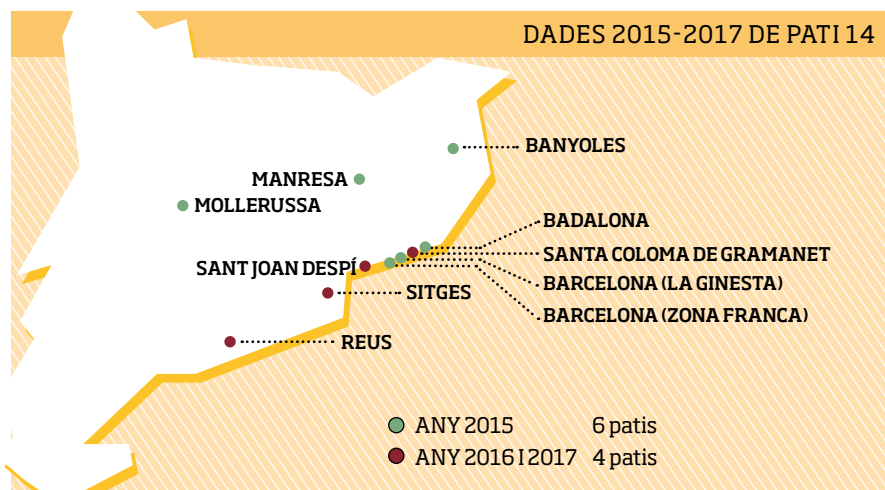 DADES 2015-2017 DE PATI 14
BANYOLES
MANRESA
MOLLERUSSA
BADALONA
SANTA COLOMA DE GRAMANET
SANT JOAN DESPÍ
BARCELONA (LA GINESTA)
SITGES
BARCELONA (ZONA FRANCA)
REUS
ANY 2015 6 patis
ANY 2016 I 2017 4 patis